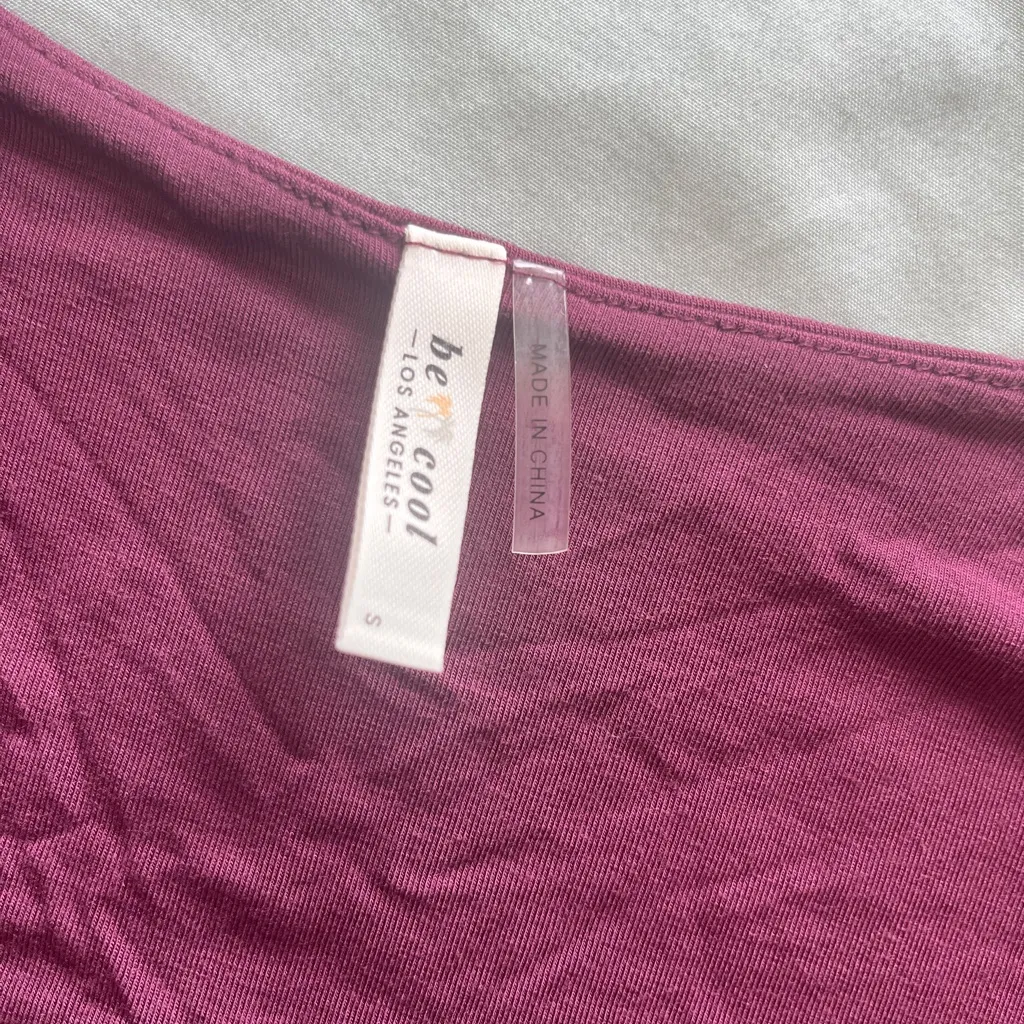 be cool
—LOS ANGELES—
S
MADE IN CHINA